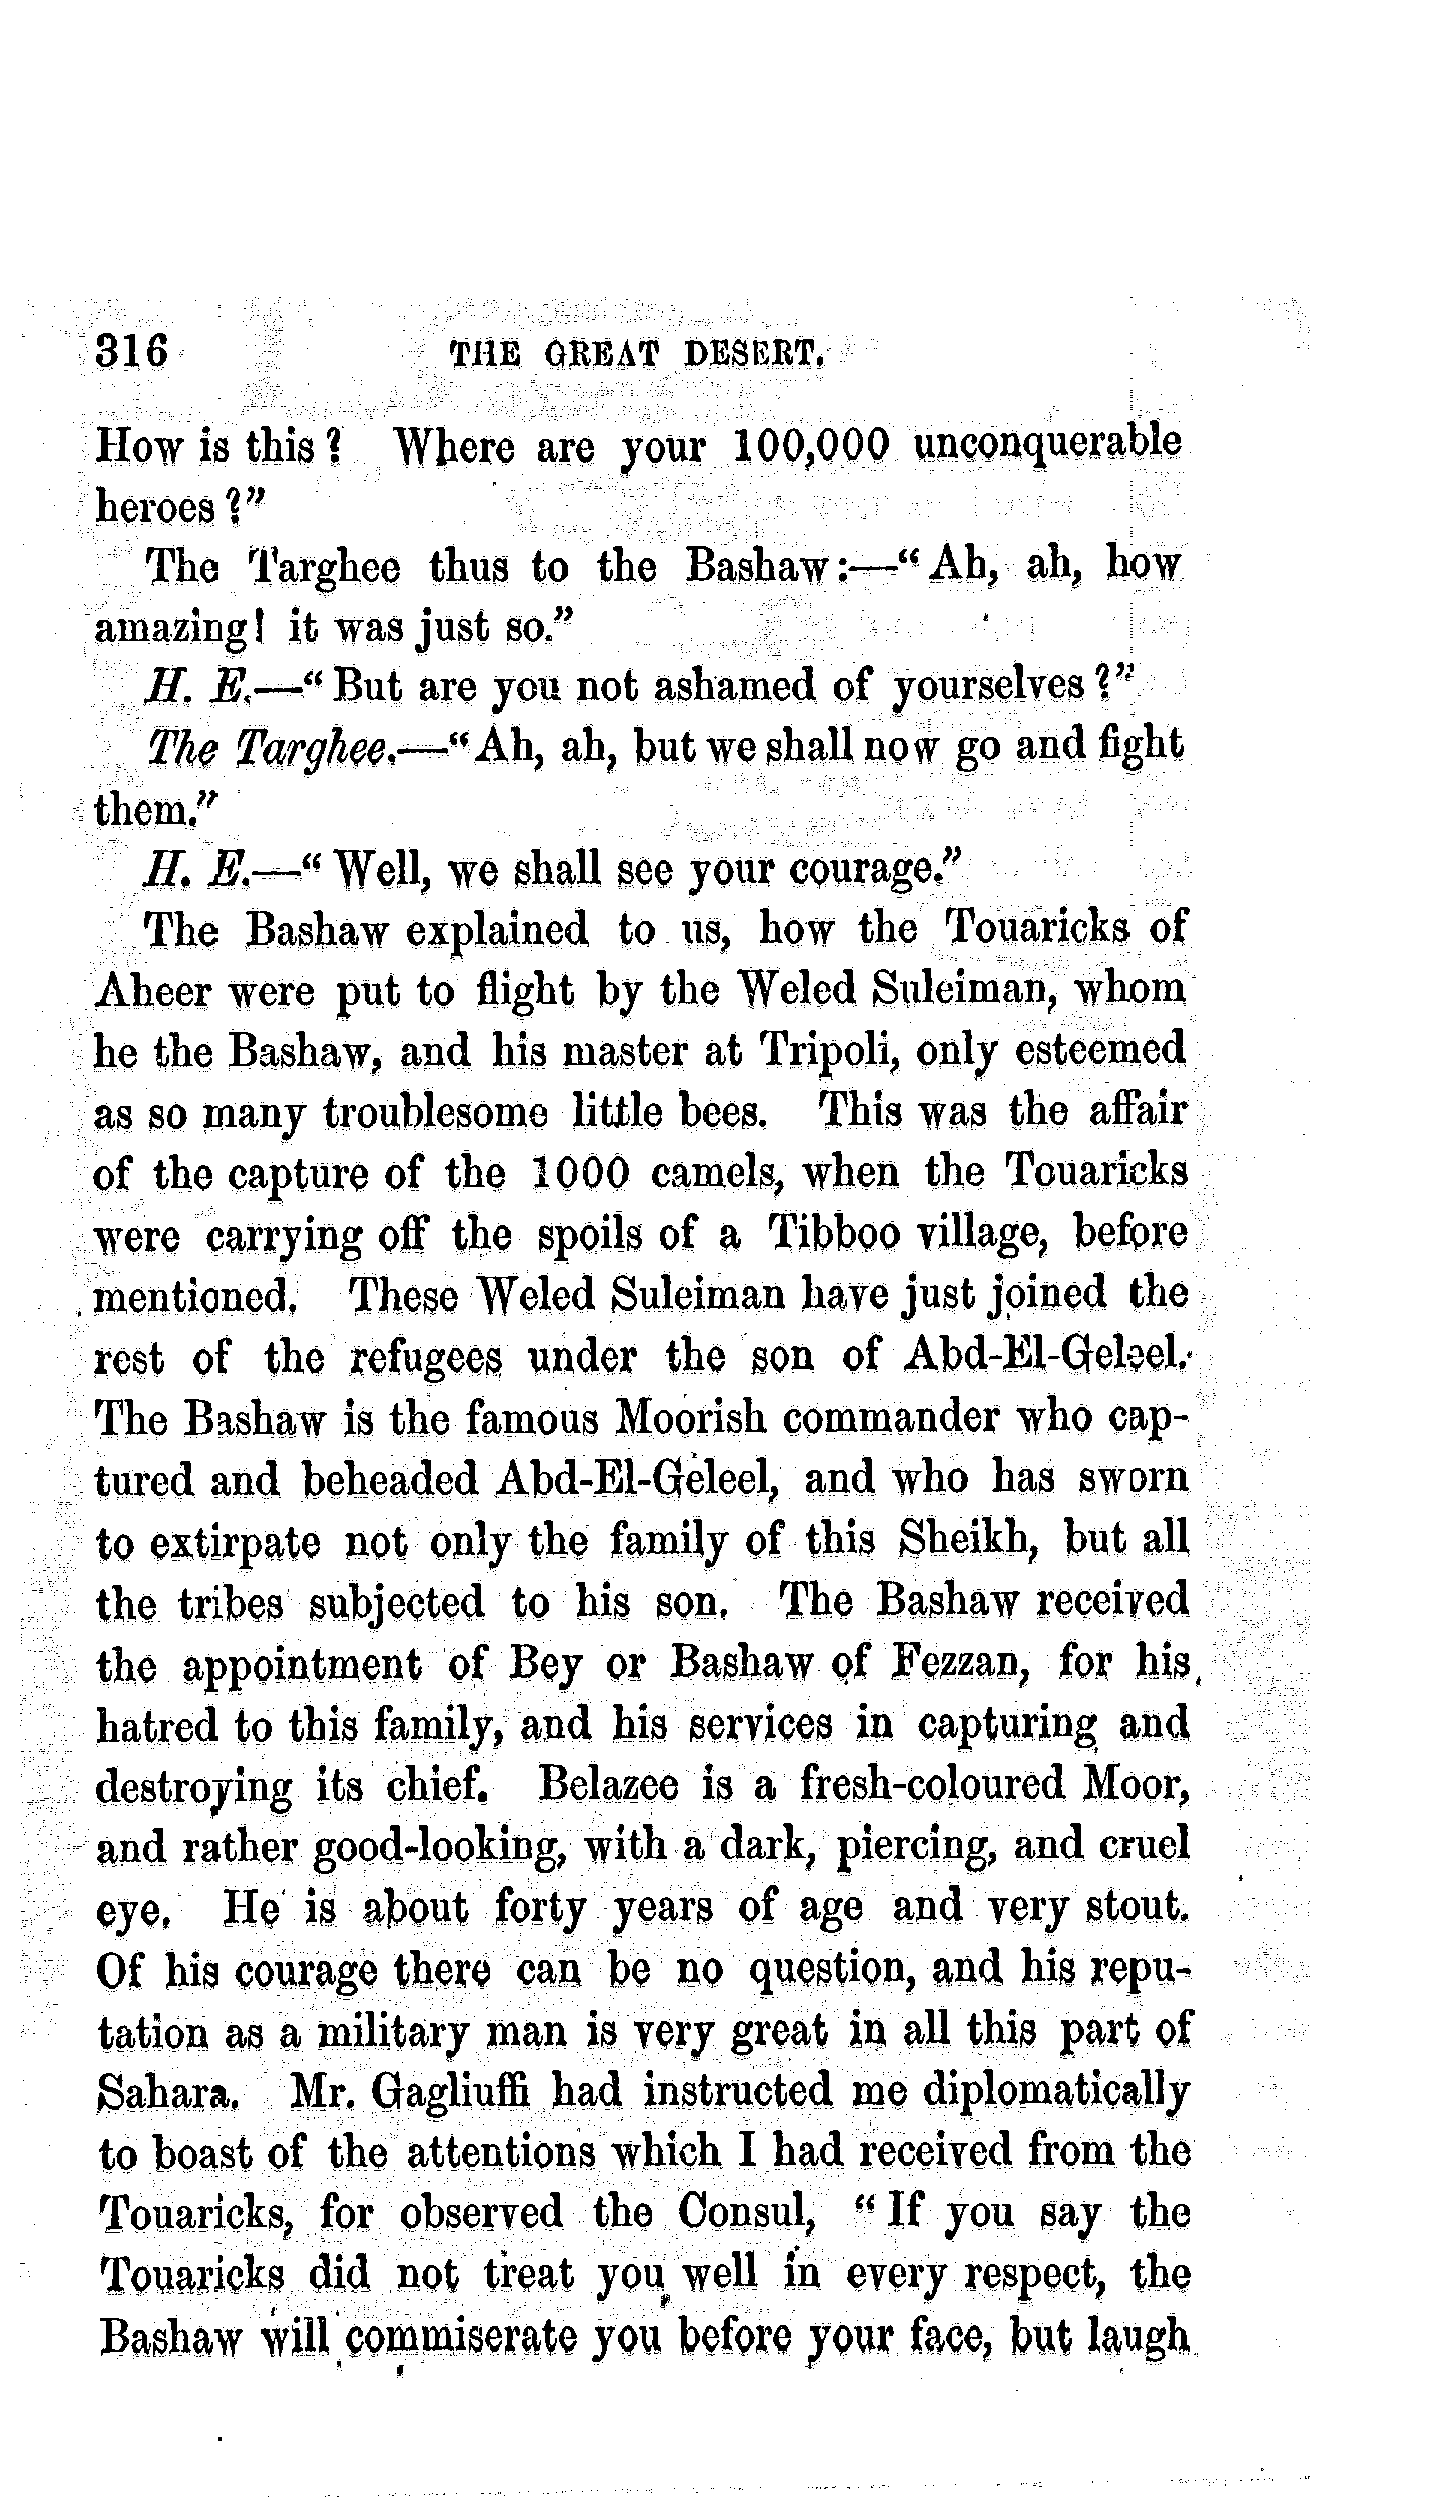 316 THE GREAT DESERT.
How is this? Where are your 100,000 unconquerable
heroes?"
The Targhee thus to the Bashaw:—"Ah, ah, how
amazing! it was just so."
H. E.—"But are you not ashamed of yourselves?"
The Targhee.—"Ah, ah, but we shall now go and fight
them."
H. E.—"Well, we shall see your courage."
The Bashaw explained to us, how the Touaricks of
Aheer were put to flight by the Weled Suleiman, whom
he the Bashaw, and his master at Tripoli, only esteemed
as so many troublesome little bees. This was the affair
of the capture of the 1000 camels, when the Touaricks
were carrying off the spoils of a Tibboo village, before
mentioned. These Weled Suleiman have just joined the
rest of the refugees under the son of Abd-El-Geleel.
The Bashaw is the famous Moorish commander who cap-
tured and beheaded Abd-El-Geleel, and who has sworn
to extirpate not only the family of this Sheikh, but all
the tribes subjected to his son. The Bashaw received
the appointment of Bey or Bashaw of Fezzan, for his
hatred to this family, and his services in capturing and
destroying its chief. Belazee is a fresh-coloured Moor,
and rather good-looking, with a dark, piercing, and cruel
eye. He is about forty years of age and very stout.
Of his courage there can be no question, and his repu-
tation as a military man is very great in all this part of
Sahara. Mr. Gagliuffi had instructed me diplomatically
to boast of the attentions which I had received from the
Touaricks, for observed the Consul, "If you say the
Touaricks did not treat you well in every respect, the
Bashaw will commiserate you before your face, but laugh